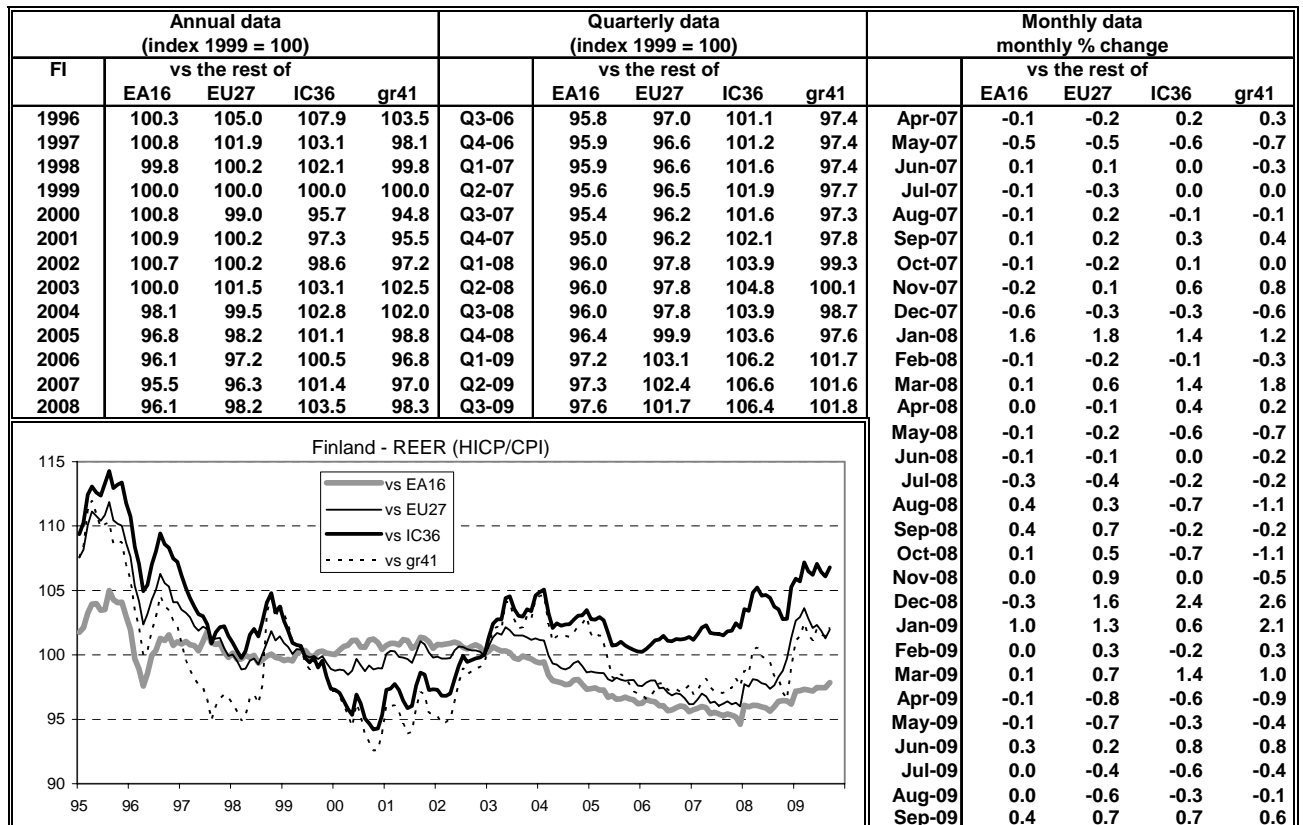 Annual data Quarterly data Monthly data
(index 1999 = 100) (index 1999 = 100) monthly % change
FI vs the rest of vs the rest of vs the rest of
EA16 EU27 IC36 gr41 EA16 EU27 IC36 gr41 EA16 EU27 IC36 gr41
1996 100.3 105.0 107.9 103.5 Q3-06 95.8 97.0 101.1 97.4 Apr-07 -0.1 -0.2 0.2 0.3
1997 100.8 101.9 103.1 98.1 Q4-06 95.9 96.6 101.2 97.4 May-07 -0.5 -0.5 -0.6 -0.7
1998 99.8 100.2 102.1 99.8 Q1-07 95.9 96.6 101.6 97.4 Jun-07 0.1 0.1 0.0 -0.3
1999 100.0 100.0 100.0 100.0 Q2-07 95.6 96.5 101.9 97.7 Jul-07 -0.1 -0.3 0.0 0.0
2000 100.8 99.0 95.7 94.8 Q3-07 95.4 96.2 101.6 97.3 Aug-07 -0.1 0.2 -0.1 -0.1
2001 100.9 100.2 97.3 95.5 Q4-07 95.0 96.2 102.1 97.8 Sep-07 0.1 0.2 0.3 0.4
2002 100.7 100.2 98.6 97.2 Q1-08 96.0 97.8 103.9 99.3 Oct-07 -0.1 -0.2 0.1 0.0
2003 100.0 101.5 103.1 102.5 Q2-08 96.0 97.8 104.8 100.1 Nov-07 -0.2 0.1 0.6 0.8
2004 98.1 99.5 102.8 102.0 Q3-08 96.0 97.8 103.9 98.7 Dec-07 -0.6 -0.3 -0.3 -0.6
2005 96.8 98.2 101.1 98.8 Q4-08 96.4 99.9 103.6 97.6 Jan-08 1.6 1.8 1.4 1.2
2006 96.1 97.2 100.5 96.8 Q1-09 97.2 103.1 106.2 101.7 Feb-08 -0.1 -0.2 -0.1 -0.3
2007 95.5 96.3 101.4 97.0 Q2-09 97.3 102.4 106.6 101.6 Mar-08 0.1 0.6 1.4 1.8
2008 96.1 98.2 103.5 98.3 Q3-09 97.6 101.7 106.4 101.8 Apr-08 0.0 -0.1 0.4 0.2
May-08 -0.1 -0.2 -0.6 -0.7
Jun-08 -0.1 -0.1 0.0 -0.2
Jul-08 -0.3 -0.4 -0.2 -0.2
Aug-08 0.4 0.3 -0.7 -1.1
Sep-08 0.4 0.7 -0.2 -0.2
Oct-08 0.1 0.5 -0.7 -1.1
Nov-08 0.0 0.9 0.0 -0.5
Dec-08 -0.3 1.6 2.4 2.6
Jan-09 1.0 1.3 0.6 2.1
Feb-09 0.0 0.3 -0.2 0.3
Mar-09 0.1 0.7 1.4 1.0
Apr-09 -0.1 -0.8 -0.6 -0.9
May-09 -0.1 -0.7 -0.3 -0.4
Jun-09 0.3 0.2 0.8 0.8
Jul-09 0.0 -0.4 -0.6 -0.4
Aug-09 0.0 -0.6 -0.3 -0.1
Sep-09 0.4 0.7 0.7 0.6
Finland - REER (HICP/CPI)
vs EA16
vs EU27
vs IC36
vs gr41
115
110
105
100
95
90
95 96 97 98 99 00 01 02 03 04 05 06 07 08 09